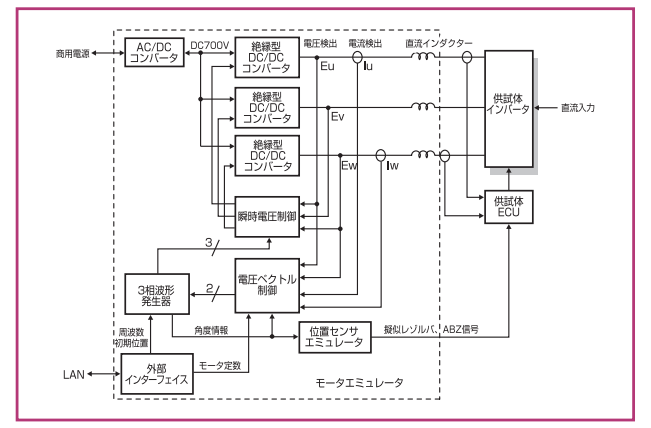 商用電源
AC/DC
コンバータ
DC700V
絶縁型
DC/DC
コンバータ
電圧検出
電流検出
直流インダクター
Eu
Iu
絶縁型
DC/DC
コンバータ
Ev
絶縁型
DC/DC
コンバータ
Ew
Iw
供試体
インバータ
直流入力
供試体
ECU
瞬時電圧制御
3
3相波形
発生器
2
電圧ベクトル
制御
周波数
初期位置
角度情報
位置センサ
エミュレータ
擬似レゾルバ、ABZ信号
LAN
外部
インターフェイス
モータ定数
モータエミュレータ